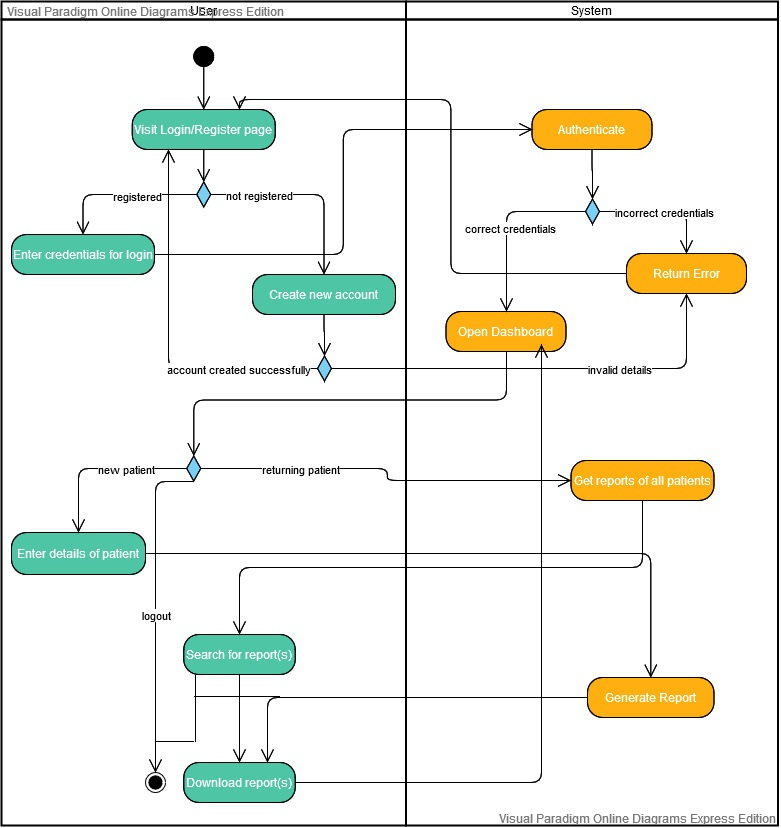 Visual Paradigm Online Diagrams Express Edition
User
System
Visit Login/Register page
Authenticate
registered
not registered
incorrect credentials
correct credentials
Enter credentials for login
Return Error
Create new account
Open Dashboard
account created successfully
invalid details
new patient
returning patient
Get reports of all patients
Enter details of patient
logout
Search for report(s)
Generate Report
Download report(s)
Visual Paradigm Online Diagrams Express Edition